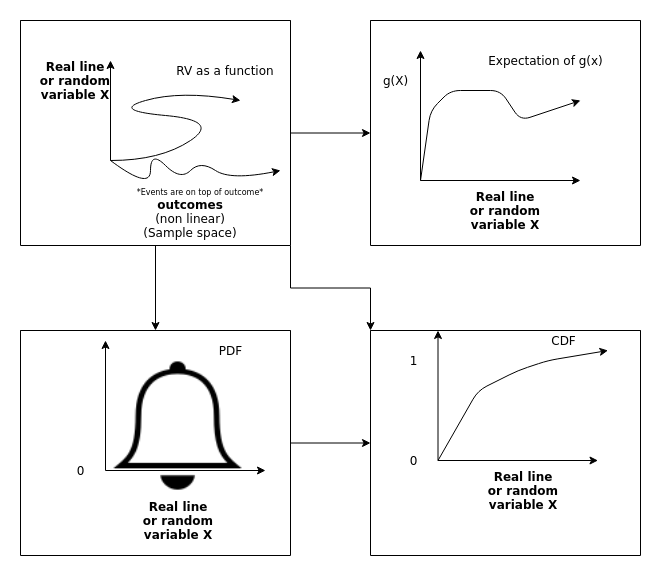 Real line
or random
variable X
RV as a function
*Events are on top of outcome*
outcomes
(non linear)
(Sample space)
Expectation of g(x)
g(X)
Real line
or random
variable X
PDF
0
Real line
or random
variable X
CDF
1
0
Real line
or random
variable X